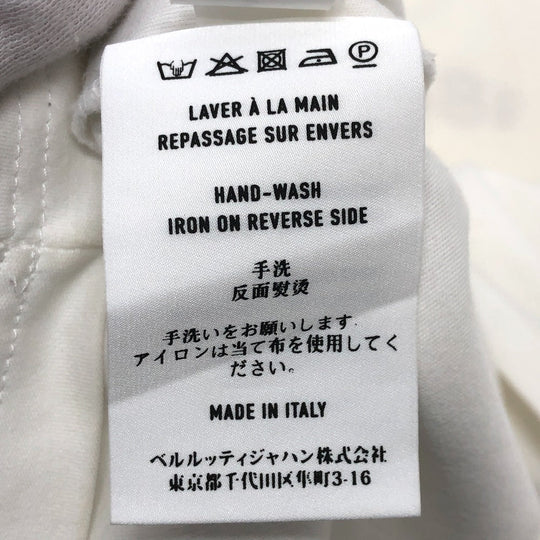 LAVER À LA MAIN
REPASSAGE SUR ENVERS
HAND-WASH
IRON ON REVERSE SIDE
手洗
反面熨烫
手洗いをお願いします.
アイロンは当て布を使用してく
ださい。
MADE IN ITALY
ベルルッティジャハン株式会社
東京都千代田区隼町3-16